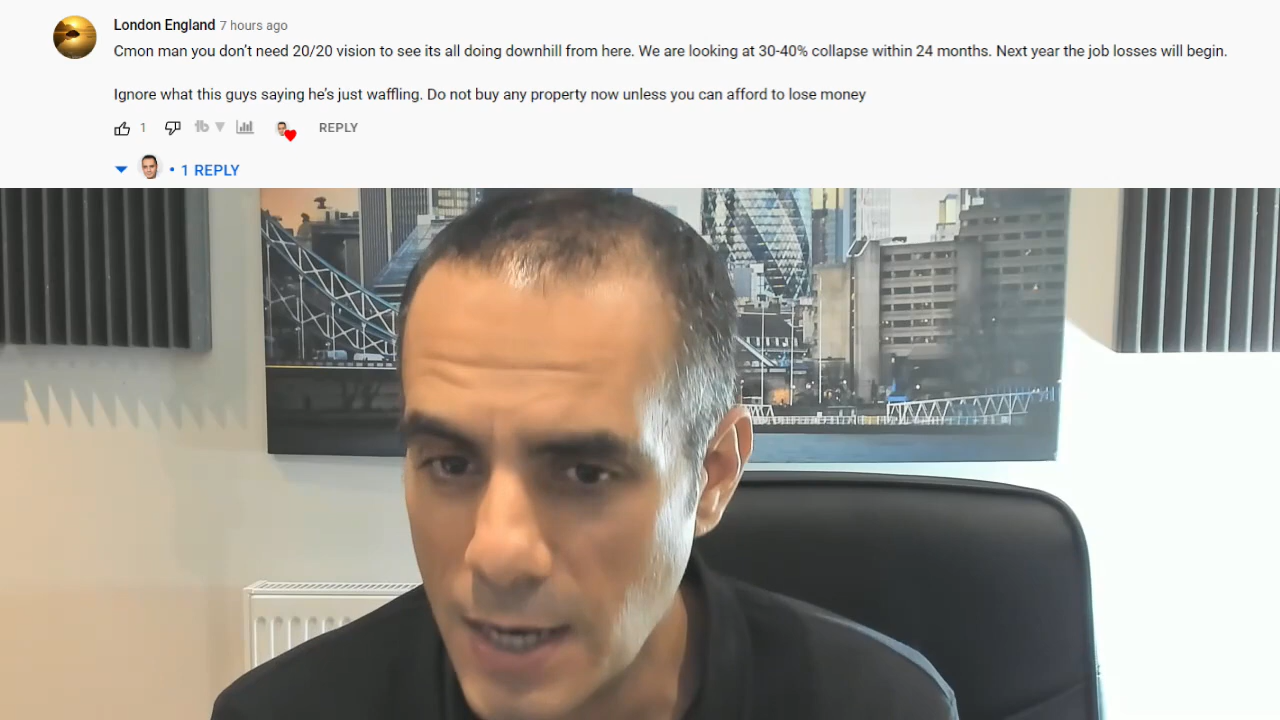 London England 7 hours ago
Cmon man you don't need 20/20 vision to see its all doing downhill from here. We are looking at 30-40% collapse within 24 months. Next year the job losses will begin.
Ignore what this guys saying he's just waffling. Do not buy any property now unless you can afford to lose money
1 REPLY
• 1 REPLY